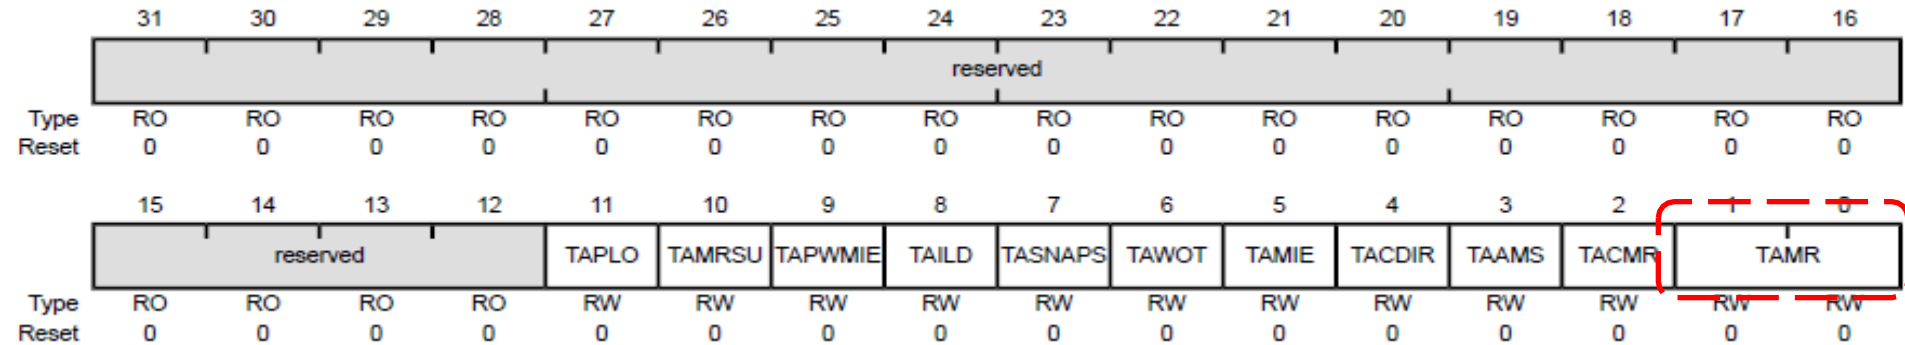 31 30 29 28 27 26 25 24 23 22 21 20 19 18 17 16
reserved
Type RO RO RO RO RO RO RO RO RO RO RO RO RO RO RO RO
Reset 0 0 0 0 0 0 0 0 0 0 0 0 0 0 0 0
15 14 13 12 11 10 9 8 7 6 5 4 3 2 1 0
reserved TAPLO TAMRSU TAPWMIE TAILD TASNAPS TAWOT TAMIE TACDIR TAAMS TACMR TAMR
Type RO RO RO RO RW RW RW RW RW RW RW RW RW RW RW RW
Reset 0 0 0 0 0 0 0 0 0 0 0 0 0 0 0 0